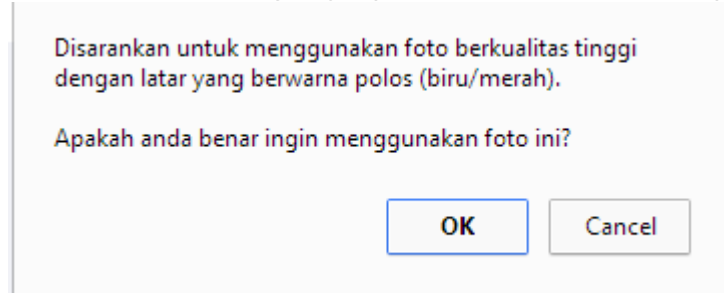 Disarankan untuk menggunakan foto berkualitas tinggi
dengan latar yang berwarna polos (biru/merah).
Apakah anda benar ingin menggunakan foto ini?
OK
Cancel